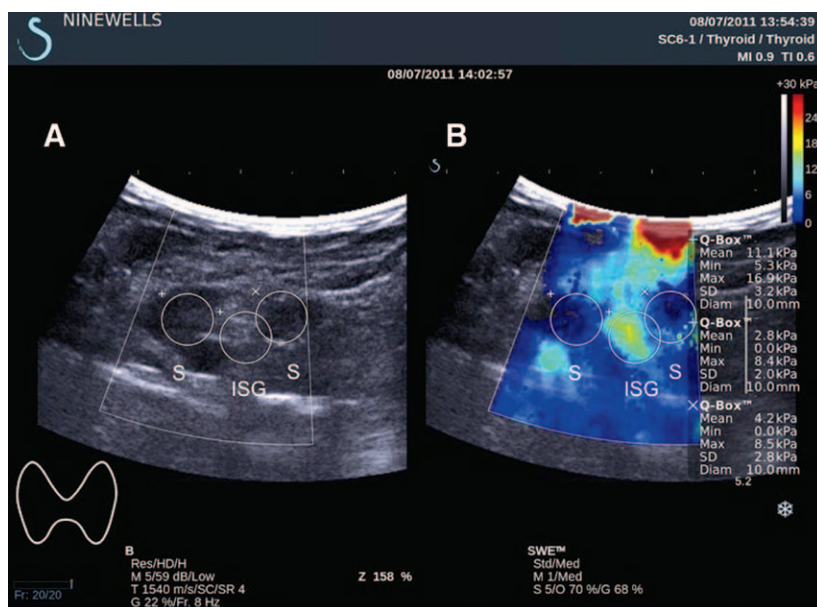 NINEWELLS
08/07/2011 13:54:39
SC6-1 / Thyroid / Thyroid
MI 0.9 TI 0.6
08/07/2011 14:02:57
A
B
+30 kPa
24
18
12
6
0
S
ISG
S
S
ISG
S
+ Q-Box™
Mean 11.1kPa
Min 5.3kPa
Max 16.9kPa
SD 3.2kPa
Diam 10.0mm
+ Q-Box™
Mean 2.8kPa
Min 0.0kPa
Max 8.4kPa
SD 2.0kPa
Diam 10.0mm
× Q-Box™
Mean 4.2kPa
Min 0.0kPa
Max 8.5kPa
SD 2.8kPa
Diam 10.0mm
5.2
B
Res/HD/H
M 5/59 dB/Low
T 1540 m/s/SC/SR 4
G 22 %/Fr. 8 Hz
Z 158 %
SWE™
Std/Med
M 1/Med
S 5/O 70 %/G 68 %
Fr: 20/20